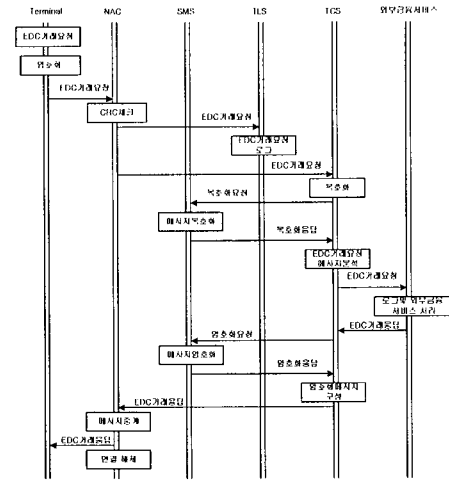 Terminal NAC SMS TLS TCS 외부금융서비스
EDC거래요청
암호화
EDC거래요청
CRC체크
EDC거래요청
EDC거래요청
로그
EDC거래요청
복호화
복호화요청
메시지복호화
복호화응답
EDC거래요청
메시지분석
EDC거래요청
로그및 외부금융
서비스 처리
EDC거래응답
암호화요청
메시지암호화
암호화응답
암호화메시지
구성
EDC거래응답
메시지중계
EDC거래응답
연결 해제